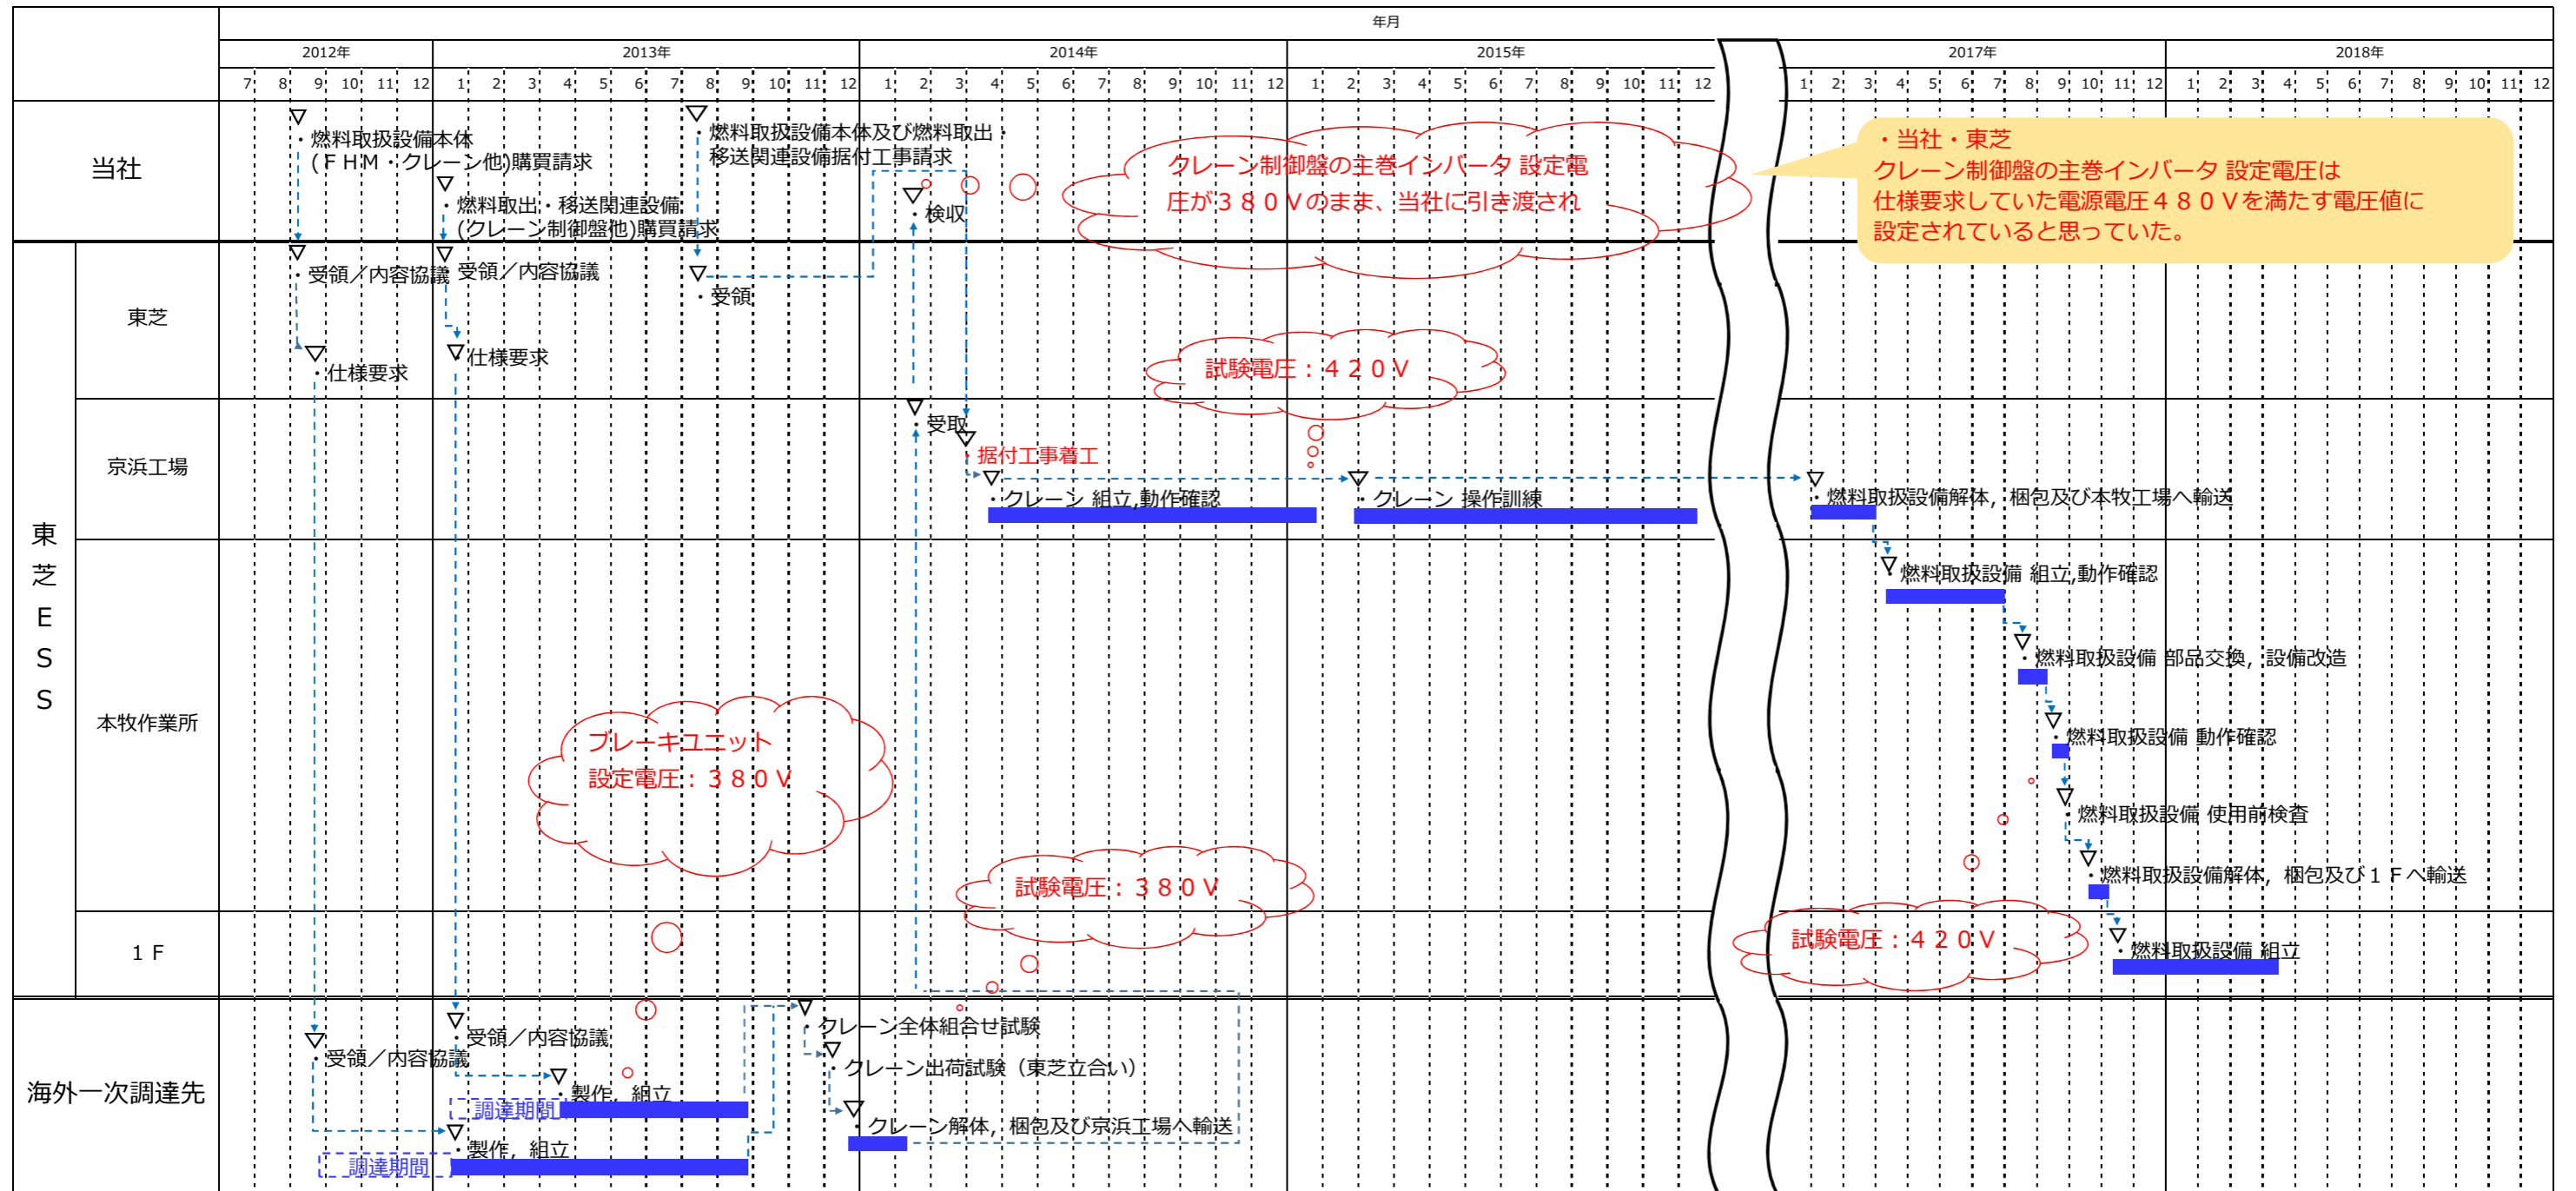 年月
2012年
2013年
2014年
2015年
2017年
2018年
7 8 9 10 11 12 1 2 3 4 5 6 7 8 9 10 11 12 1 2 3 4 5 6 7 8 9 10 11 12 1 2 3 4 5 6 7 8 9 10 11 12 1 2 3 4 5 6 7 8 9 10 11 12 1 2 3 4 5 6 7 8 9 10 11 12
当社
・燃料取扱設備本体
(ＦＨＭ・クレーン他)購買請求
・燃料取出・移送関連設備
(クレーン制御盤他)購買請求
・燃料取扱設備本体及び燃料取出・
移送関連設備据付工事請求
・検収
クレーン制御盤の主巻インバータ 設定電
圧が３８０Ｖのまま、当社に引き渡され
・当社・東芝
クレーン制御盤の主巻インバータ 設定電圧は
仕様要求していた電源電圧４８０Ｖを満たす電圧値に
設定されていると思っていた。
東芝ＥＳＳ
東芝
・受領／内容協議
・受領／内容協議
・受領
・仕様要求
・仕様要求
試験電圧：４２０Ｖ
京浜工場
・受取
・据付工事着工
・クレーン 組立,動作確認
・クレーン 操作訓練
・燃料取扱設備解体，梱包及び本牧工場へ輸送
本牧作業所
・燃料取扱設備 組立,動作確認
・燃料取扱設備 部品交換，設備改造
・燃料取扱設備 動作確認
・燃料取扱設備 使用前検査
・燃料取扱設備解体，梱包及び１Ｆへ輸送
ブレーキユニット
設定電圧：３８０Ｖ
試験電圧：３８０Ｖ
１Ｆ
試験電圧：４２０Ｖ
・燃料取扱設備 組立
海外一次調達先
・受領／内容協議
・受領／内容協議
・クレーン全体組合せ試験
・クレーン出荷試験（東芝立合い）
・製作，組立
調達期間
・クレーン解体，梱包及び京浜工場へ輸送
・製作，組立
調達期間